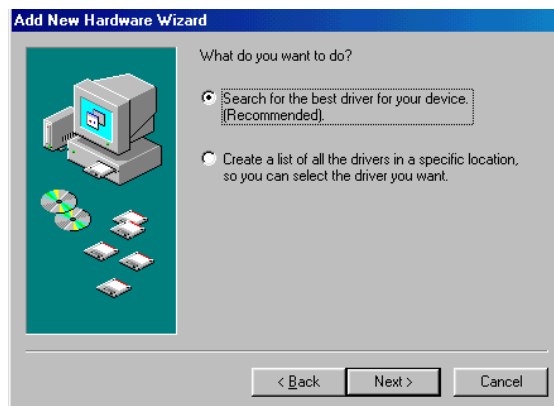 Add New Hardware Wizard
What do you want to do?
Search for the best driver for your device.
(Recommended).
Create a list of all the drivers in a specific location,
so you can select the driver you want.
< Back
Next >
Cancel